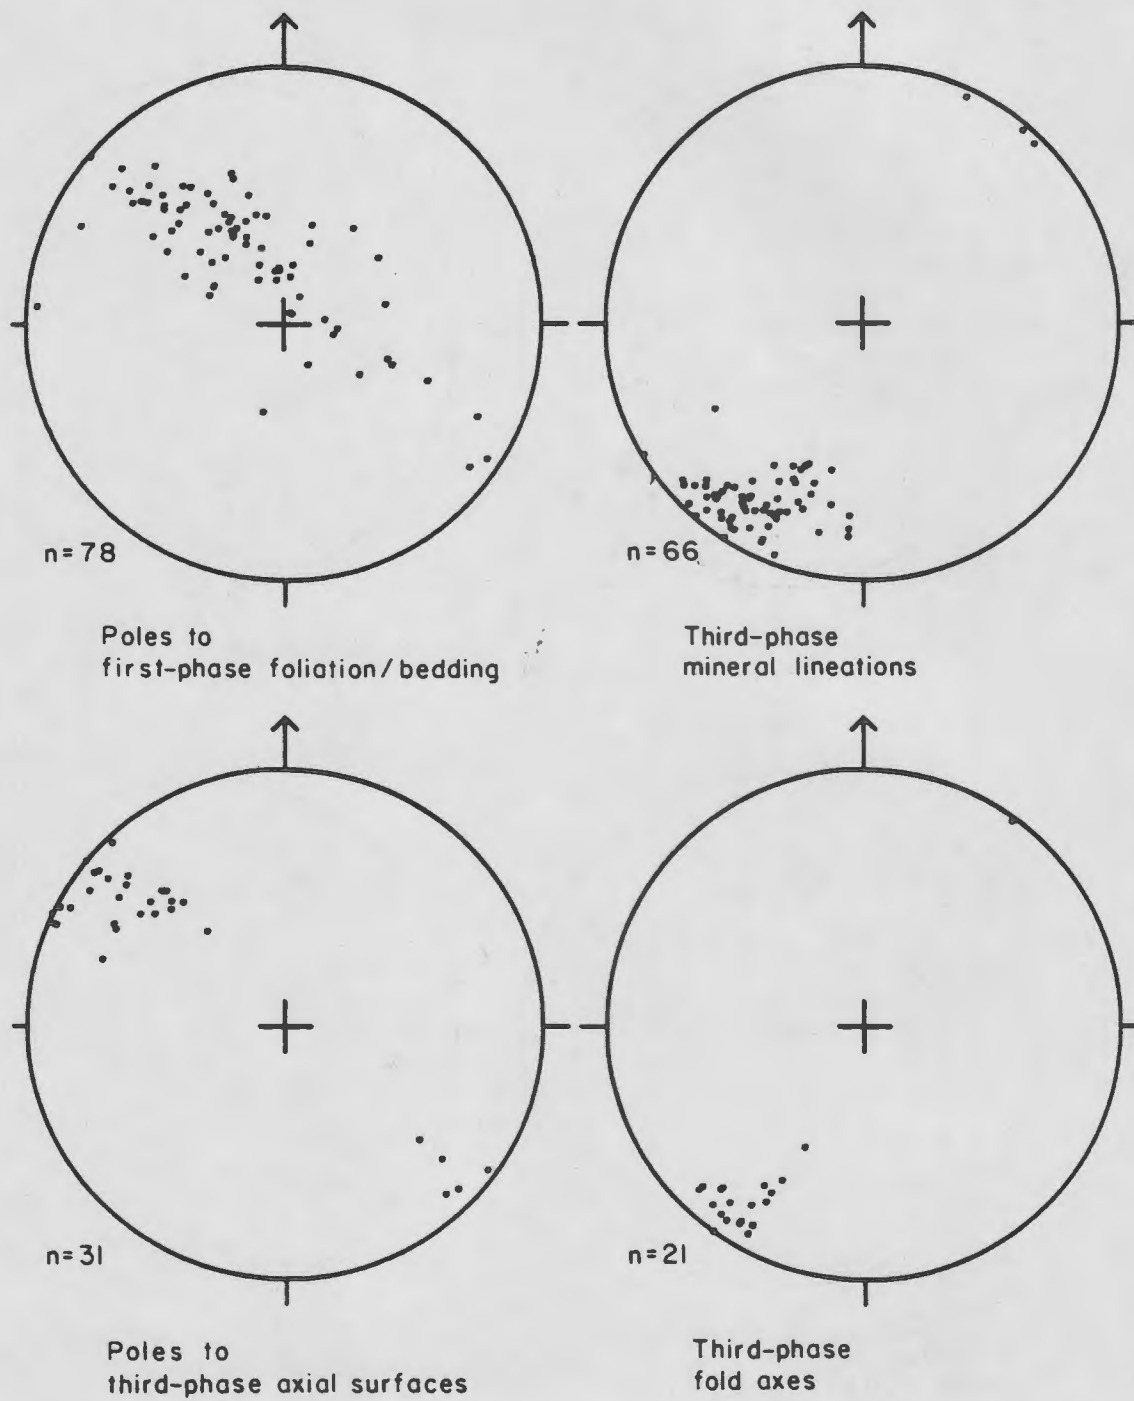 n=78
Poles to
first-phase foliation/bedding
n=66
Third-phase
mineral lineations
n=31
Poles to
third-phase axial surfaces
n=21
Third-phase
fold axes